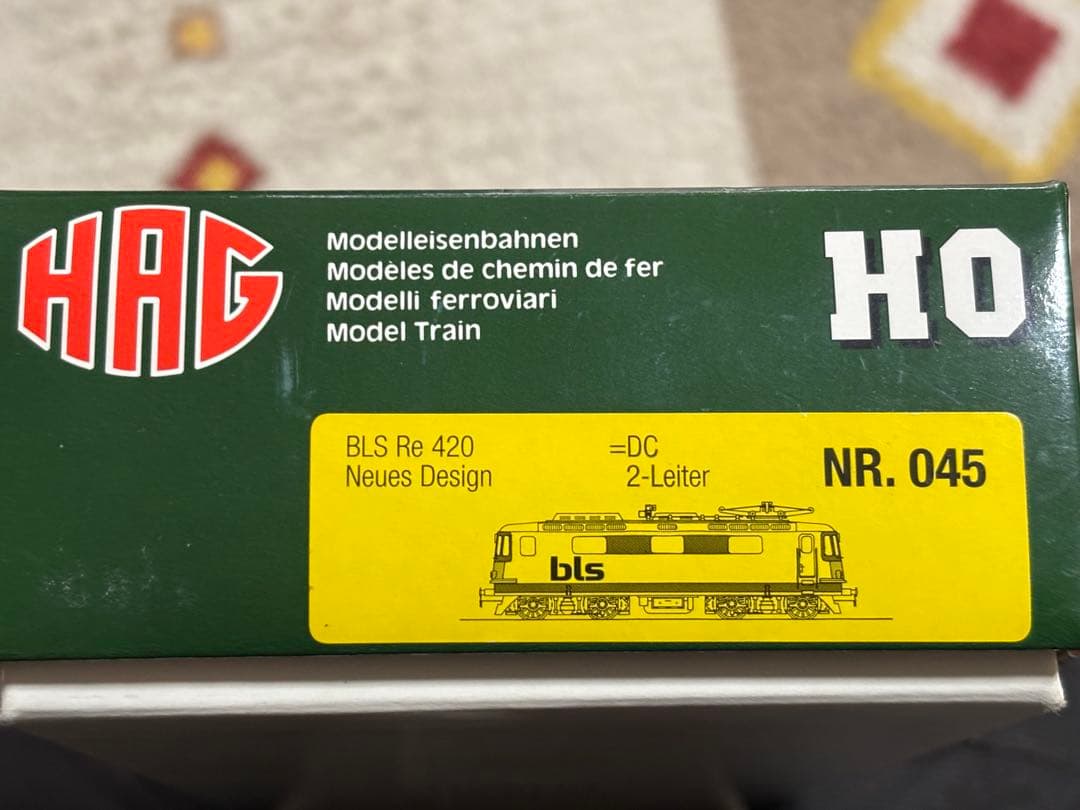 HAG
Modelleisenbahnen
Modèles de chemin de fer
Modelli ferroviari
Model Train
HO
BLS Re 420
Neues Design
=DC
2-Leiter
NR. 045
bls